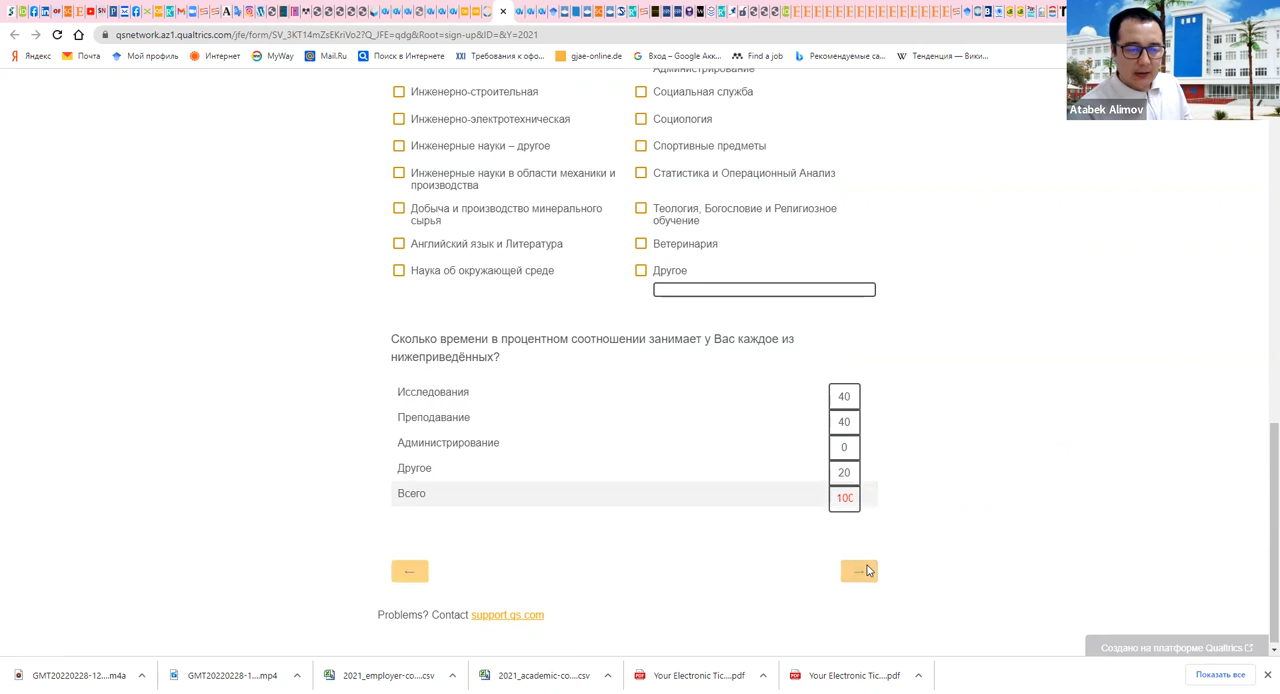 qsnetwork.az1.qualtrics.com/jfe/form/SV_3KT14mZsEKriVo2?Q_JFE=qdg&Root=sign-up&ID=&Y=2021
Яндекс Почта Мой профиль Интернет MyWay Mail.Ru Поиск в Интернете Требования к офо... gjae-online.de Вход – Google Акк... Find a job Рекомендуемые са... Тенденция — Вики...
Atabek Alimov
Администрирование
Инженерно-строительная
Социальная служба
Инженерно-электротехническая
Социология
Инженерные науки – другое
Спортивные предметы
Инженерные науки в области механики и
производства
Статистика и Операционный Анализ
Добыча и производство минерального
сырья
Теология, Богословие и Религиозное
обучение
Английский язык и Литература
Ветеринария
Наука об окружающей среде
Другое
Сколько времени в процентном соотношении занимает у Вас каждое из
нижеприведённых?
Исследования 40
Преподавание 40
Администрирование 0
Другое 20
Всего 100
← →
Problems? Contact support.qs.com
Создано на платформе Qualtrics
GMT20220228-12....m4a GMT20220228-1....mp4 2021_employer-co....csv 2021_academic-co....csv Your Electronic Tic....pdf Your Electronic Tic....pdf Показать все